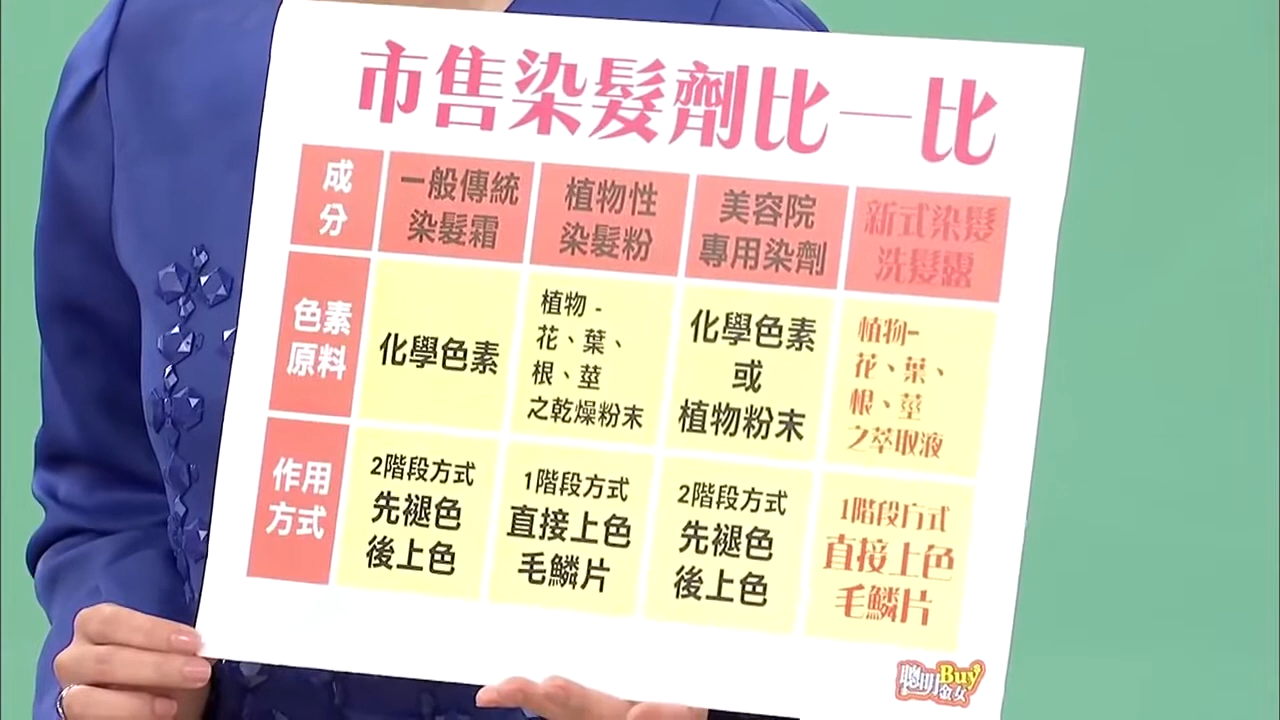 市售染髮劑比一比
成
分
一般傳統
染髮霜
植物性
染髮粉
美容院
專用染劑
新式染髮
洗髮露
色素
原料
化學色素
植物-
花、葉、
根、莖
之乾燥粉末
化學色素
或
植物粉末
植物-
花、葉、
根、莖
之萃取液
作用
方式
2階段方式
先褪色
後上色
1階段方式
直接上色
毛鱗片
2階段方式
先褪色
後上色
1階段方式
直接上色
毛鱗片
聰明Buy
金女